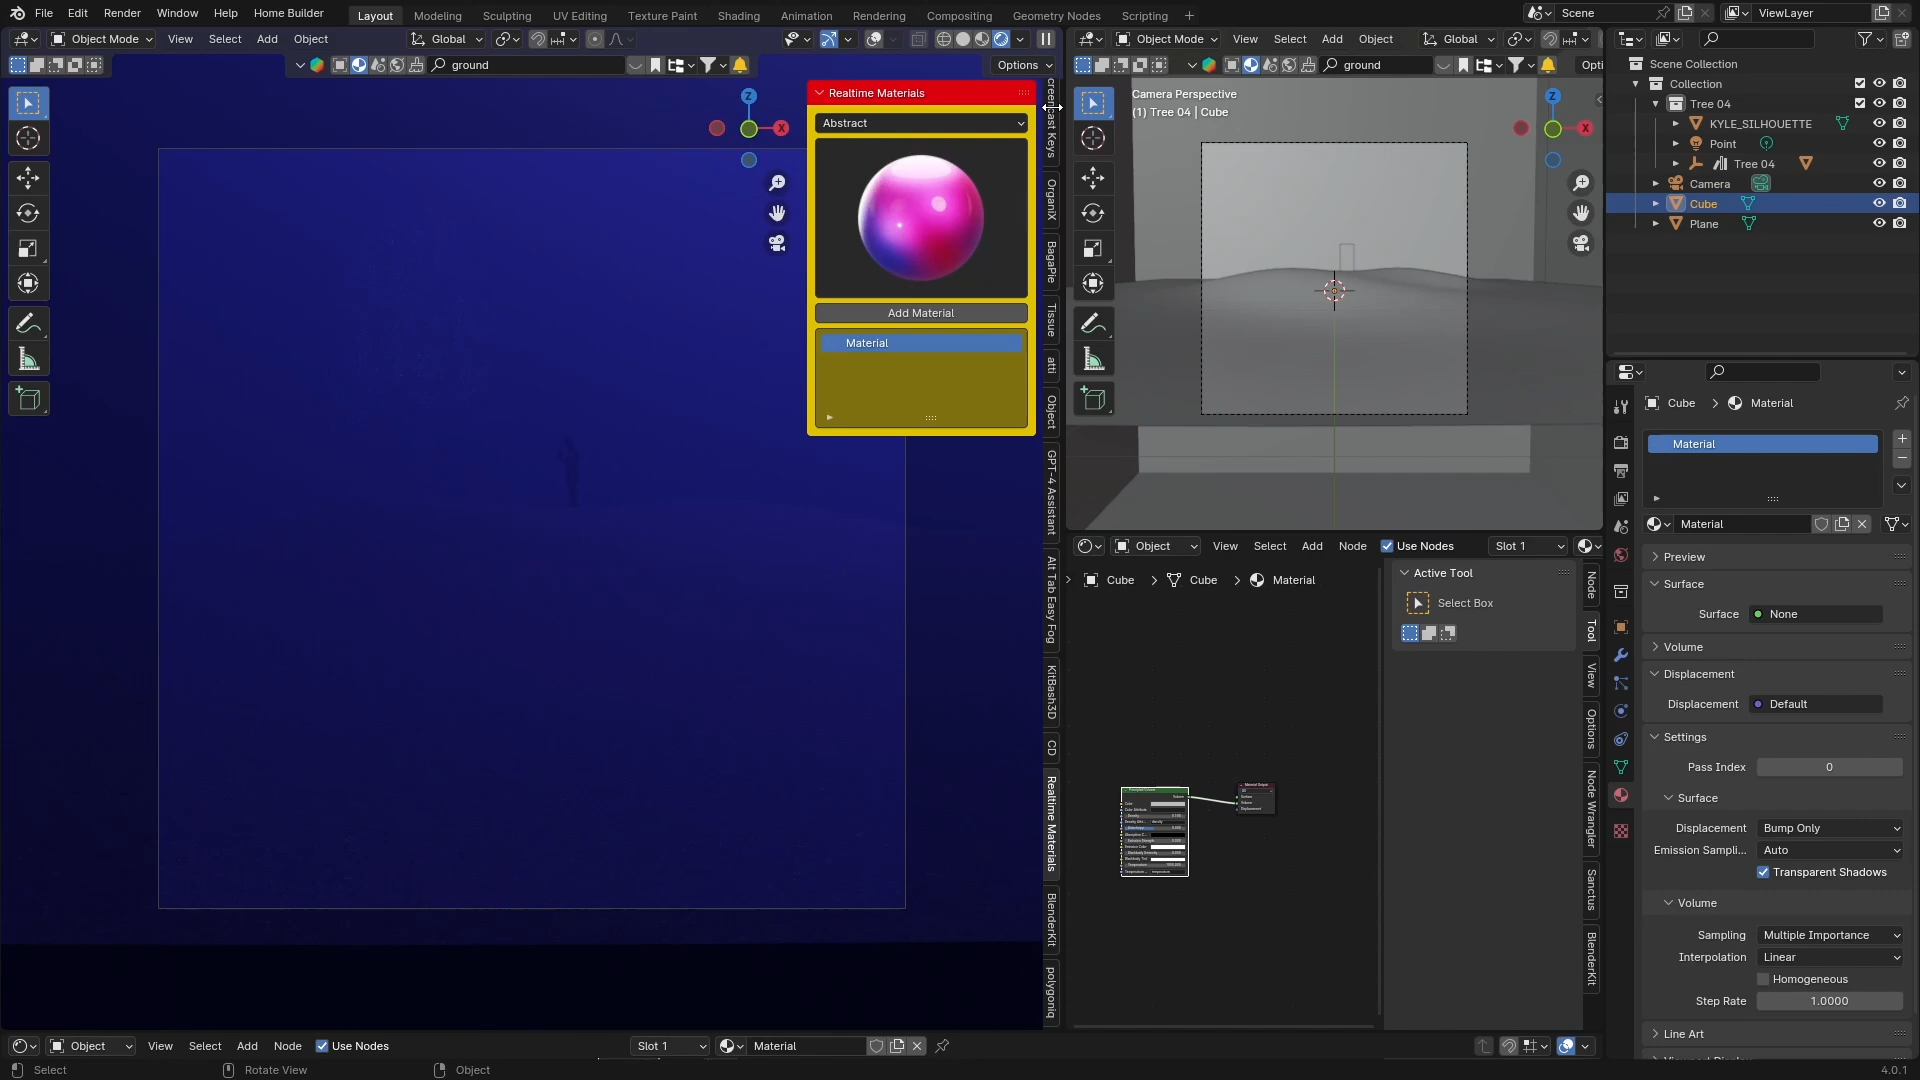 File Edit Render Window Help Home Builder
Layout Modeling Sculpting UV Editing Texture Paint Shading Animation Rendering Compositing Geometry Nodes Scripting +
Scene
ViewLayer
Object Mode View Select Add Object
Global
ground
Options
Object Mode View Select Add Object
Global
ground
Opti
Realtime Materials
Abstract
Add Material
Material
Z
X
creencast Keys
OrganiX
BagaPie
Tissue
atti
Object
GPT-4 Assistant
Alt Tab Easy Fog
KitBash3D
CD
Realtime Materials
BlenderKit
polygoniq
Camera Perspective
(1) Tree 04 | Cube
Z
X
Object View Select Add Node Use Nodes Slot 1
Cube > Cube > Material
Active Tool
Select Box
Node
Tool
View
Options
Node Wrangler
Sanctus
BlenderKit
Scene Collection
Collection
Tree 04
KYLE_SILHOUETTE
Point
Tree 04
Camera
Cube
Plane
Cube > Material
Material
Material
Preview
Surface
Surface None
Volume
Displacement
Displacement Default
Settings
Pass Index 0
Surface
Displacement Bump Only
Emission Sampli... Auto
Transparent Shadows
Volume
Sampling Multiple Importance
Interpolation Linear
Homogeneous
Step Rate 1.0000
Line Art
Object View Select Add Node Use Nodes Slot 1 Material
Select Rotate View Object
4.0.1